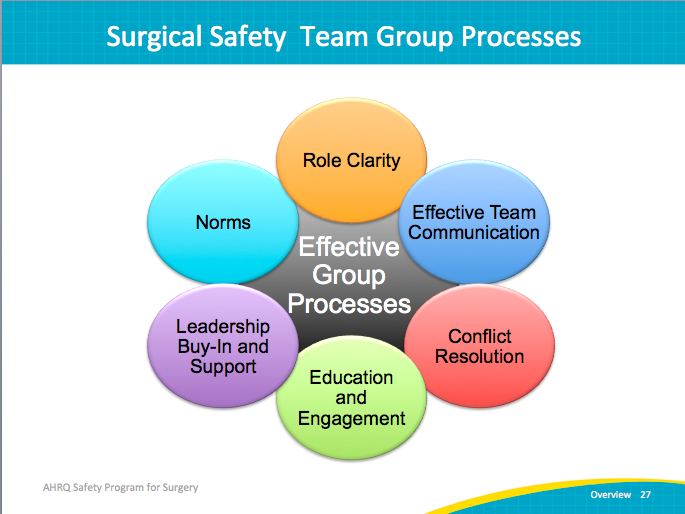 Surgical Safety Team Group Processes
Role Clarity
Effective Team
Communication
Conflict
Resolution
Education
and
Engagement
Leadership
Buy-In and
Support
Norms
Effective
Group
Processes
AHRQ Safety Program for Surgery
Overview 27